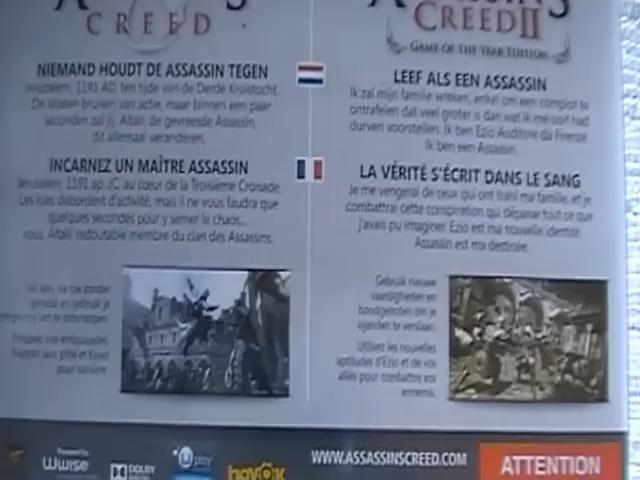 ASSASSIN'S
CREED
NIEMAND HOUDT DE ASSASSIN TEGEN
Jeruzalem, 1191 AD, ten tijde van de Derde Kruistocht.
De straten bruisen van actie, maar binnen een paar
seconden zal jij, Altaïr, de gevreesde Assassin,
dit allemaal veranderen.
INCARNEZ UN MAÎTRE ASSASSIN
Jérusalem, 1191 ap. J.C. au cœur de la Troisième Croisade.
Les rues débordent d'activité, mais il ne vous faudra que
quelques secondes pour y semer le chaos...
vous, Altaïr, redoutable membre du clan des Assassins.
ASSASSIN'S
CREED II
GAME OF THE YEAR EDITION
LEEF ALS EEN ASSASSIN
Ik zal mijn familie wreken, enkel om een complot te
ontrafelen dat veel groter is dan wat ik me ooit had
durven voorstellen. Ik ben Ezio Auditore da Firenze.
Ik ben een Assassin.
LA VÉRITÉ S'ÉCRIT DANS LE SANG
Je me vengerai de ceux qui ont trahi ma famille, et je
combattrai cette conspiration qui dépasse tout ce que
j'avais pu imaginer. Ezio est ma nouvelle identité.
Assassin est ma destinée.
Gebruik nieuwe
vaardigheden en
bondgenoten om je
vijanden te verslaan.
Utilisez les nouvelles
aptitudes d'Ezio et de vos
alliés pour combattre vos
ennemis.
Powered by
Wwise
DOLBY
DIGITAL
Uplay
havok
WWW.ASSASSINSCREED.COM
ATTENTION